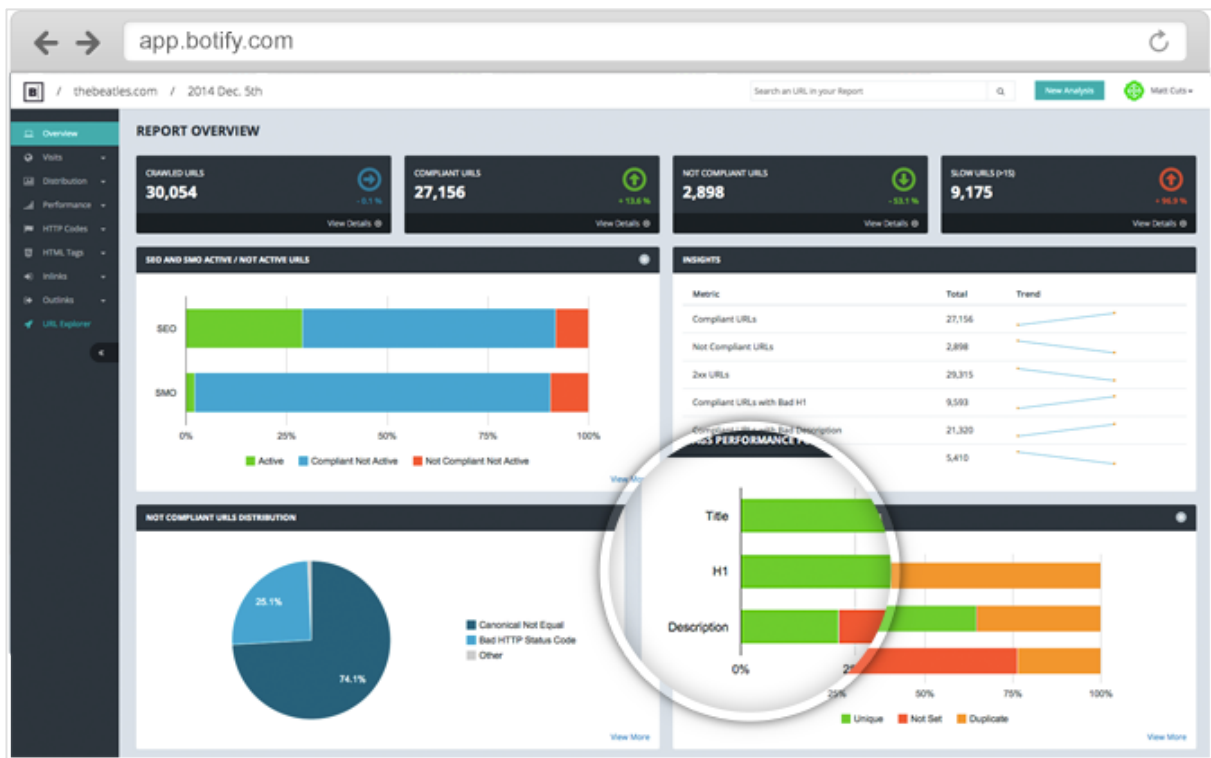 app.botify.com
B / thebeatles.com / 2014 Dec. 5th
Search an URL in your Report
New Analysis
Matt Cuts
Overview
Visits
Distribution
Performance
HTTP Codes
HTML Tags
Inlinks
Outlinks
URL Explorer
REPORT OVERVIEW
CRAWLED URLS
30,054
- 0.1 %
View Details
COMPLIANT URLS
27,156
+ 13.6 %
View Details
NOT COMPLIANT URLS
2,898
- 53.1 %
View Details
SLOW URLS (>1S)
9,175
+ 96.9 %
View Details
SEO AND SMO ACTIVE / NOT ACTIVE URLS
SEO
SMO
0% 25% 50% 75% 100%
Active Compliant Not Active Not Compliant Not Active
View
INSIGHTS
Metric Total Trend
Compliant URLs 27,156
Not Compliant URLs 2,898
2xx URLs 29,315
Compliant URLs with Bad H1 9,593
Compliant URLs with Bad Description 21,320
5,410
NOT COMPLIANT URLS DISTRIBUTION
25.1%
74.1%
Canonical Not Equal
Bad HTTP Status Code
Other
View More
PERFORMANCE
Title
H1
Description
0%
25% 50% 75% 100%
Unique Not Set Duplicate
View More